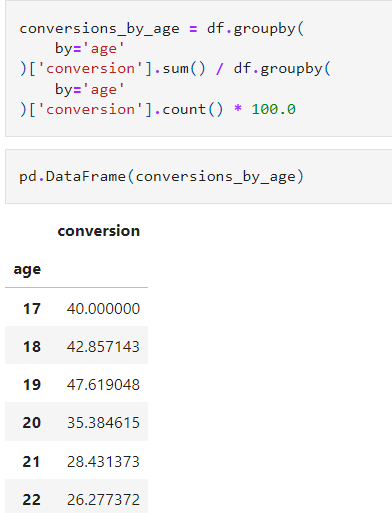 conversions_by_age = df.groupby(
    by='age'
)['conversion'].sum() / df.groupby(
    by='age'
)['conversion'].count() * 100.0
pd.DataFrame(conversions_by_age)
conversion
age
17 40.000000
18 42.857143
19 47.619048
20 35.384615
21 28.431373
22 26.277372